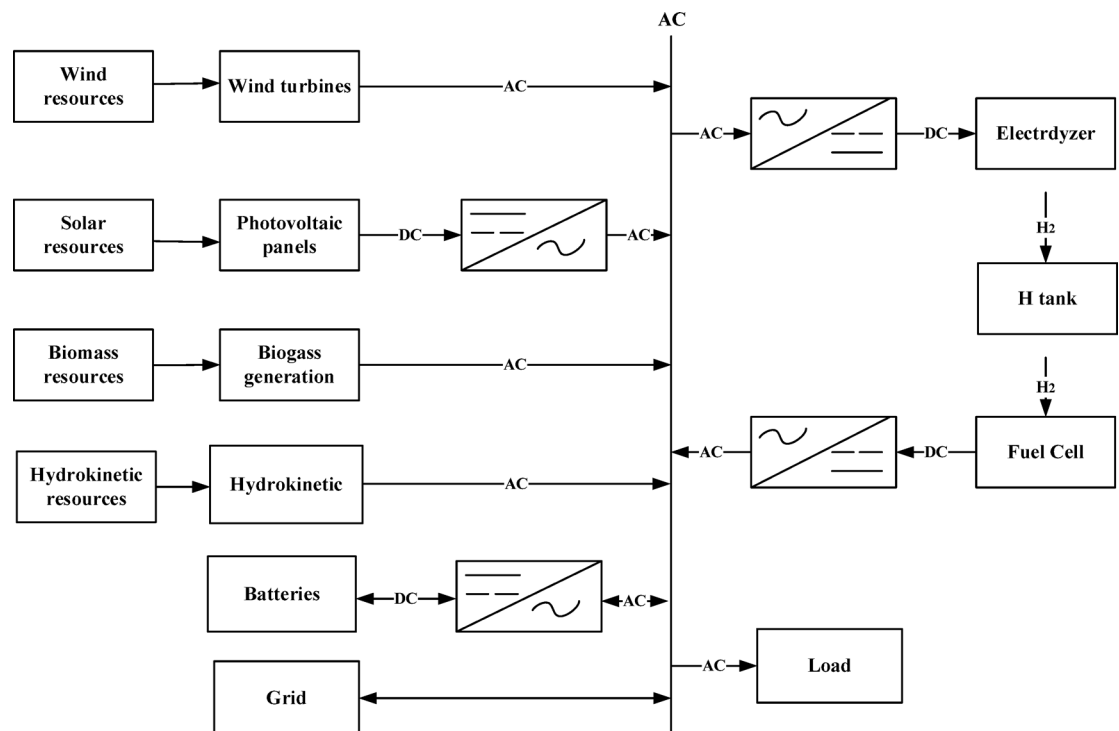 AC
Wind
resources
Wind turbines
AC
AC
DC
Electrdyzer
Solar
resources
Photovoltaic
panels
DC
AC
H2
H tank
Biomass
resources
Biogass
generation
AC
H2
Hydrokinetic
resources
Hydrokinetic
AC
AC
DC
Fuel Cell
Batteries
DC
AC
Grid
AC
Load